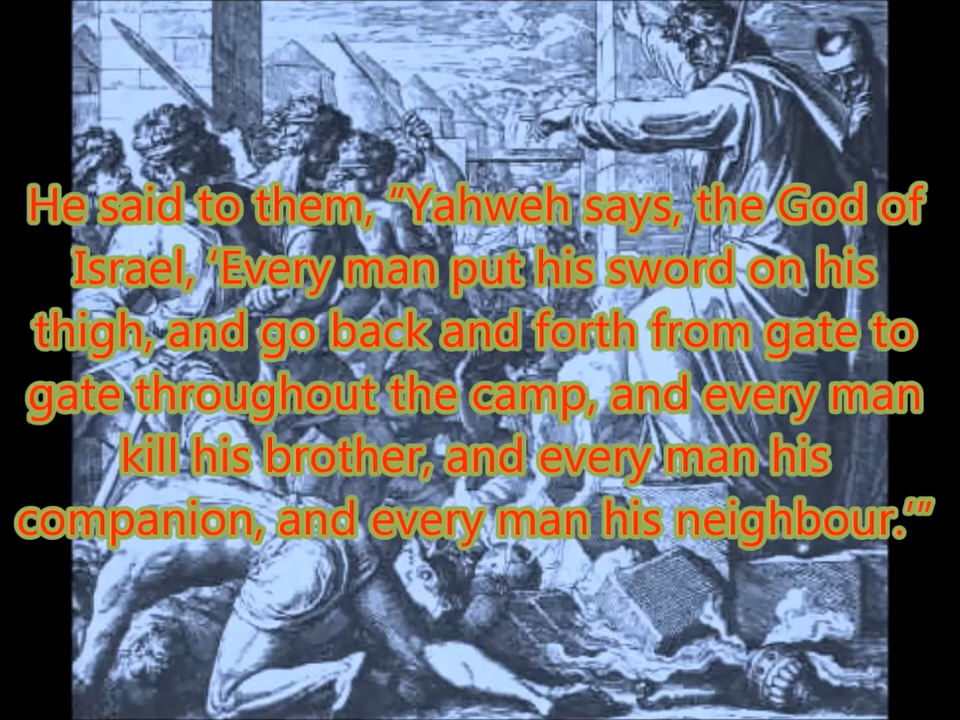 He said to them, “Yahweh says, the God of
Israel, ‘Every man put his sword on his
thigh, and go back and forth from gate to
gate throughout the camp, and every man
kill his brother, and every man his
companion, and every man his neighbour.’”